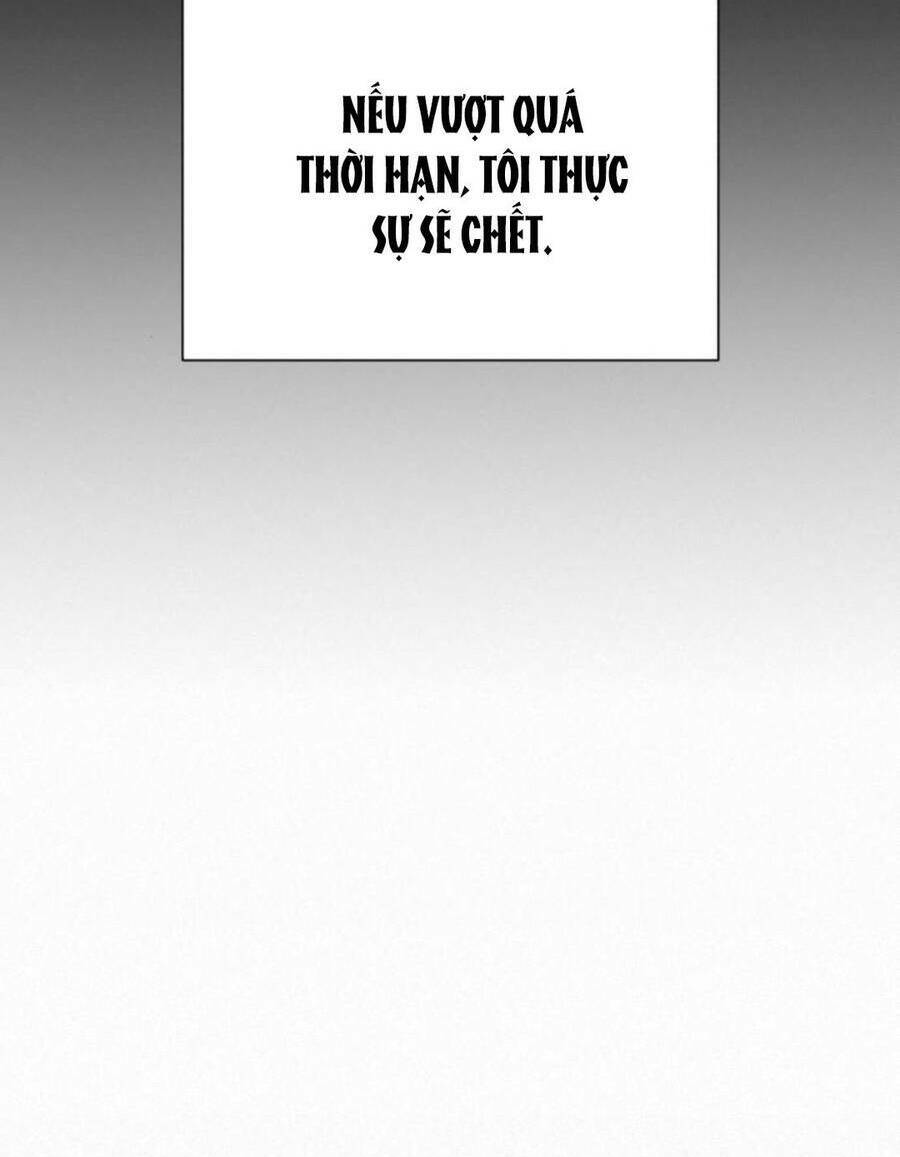 NẾU VƯỢT QUÁ
THỜI HẠN, TÔI THỰC
SỰ SẼ CHẾT.